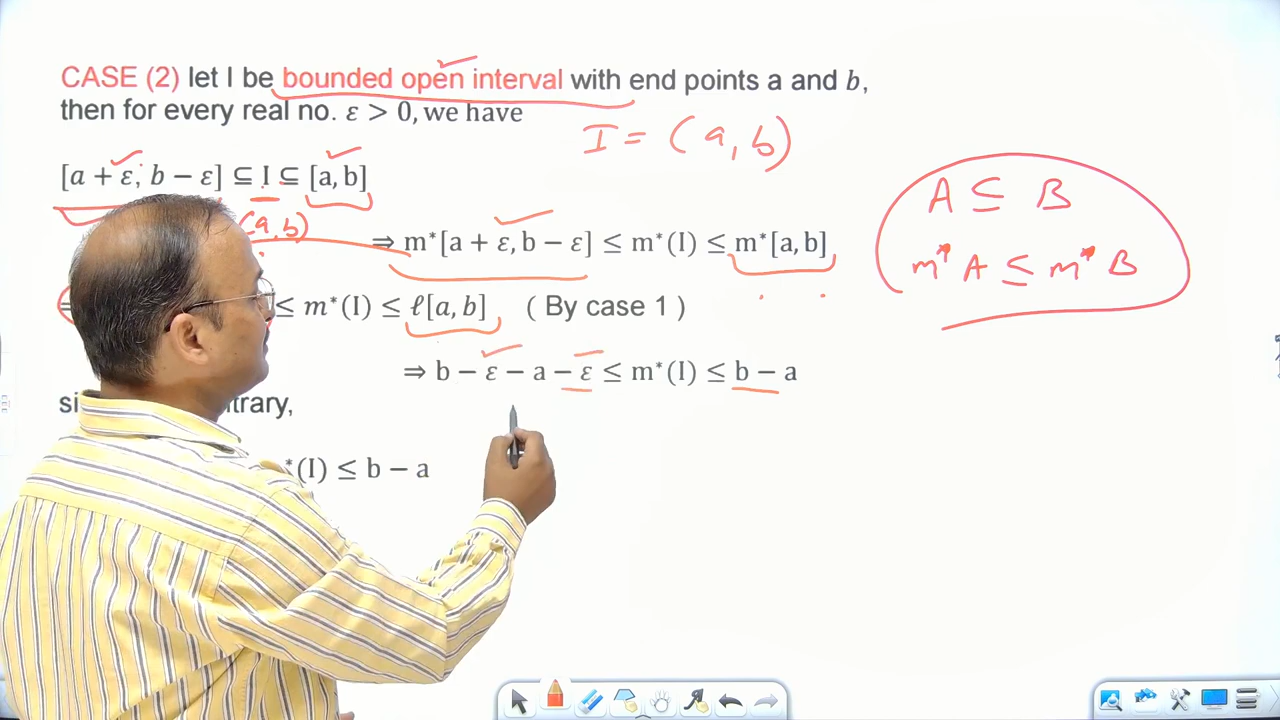 CASE (2) let I be bounded open interval with end points a and b,
then for every real no. ε > 0, we have
I = (a, b)
[a + ε, b − ε] ⊆ I ⊆ [a, b]
(a, b)
A ⊆ B
m* A ≤ m* B
⇒ m*[a + ε, b − ε] ≤ m*(I) ≤ m*[a, b]
≤ m*(I) ≤ ℓ[a, b] ( By case 1 )
⇒ b − ε − a − ε ≤ m*(I) ≤ b − a
si trary,
*(I) ≤ b − a